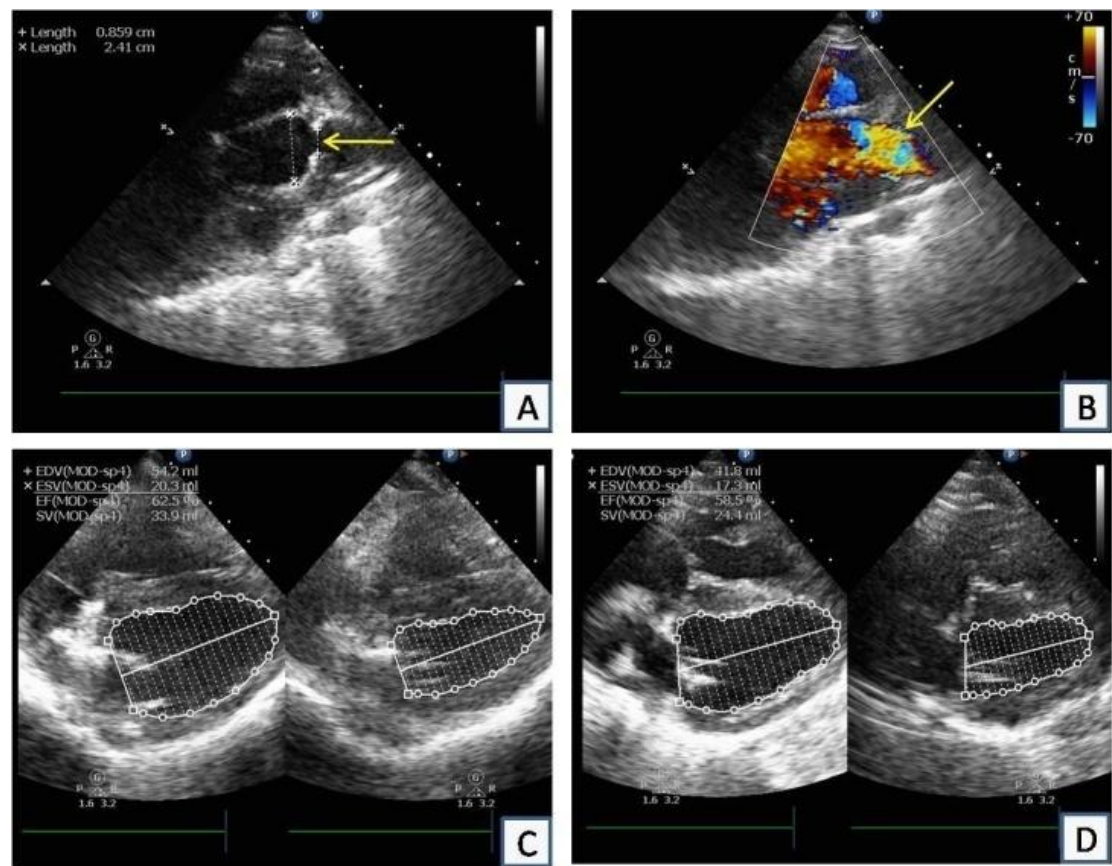 P
+ Length 0.859 cm
× Length 2.41 cm
G
P R
1.6 3.2
A
P
+70
c
m
/
s
-70
G
P R
1.6 3.2
B
P
P
+ EDV(MOD-sp4) 54.2 ml
× ESV(MOD-sp4) 20.3 ml
EF(MOD-sp4) 62.5 %
SV(MOD-sp4) 33.9 ml
G
P R
1.6 3.2
G
P R
1.6 3.2
C
P
P
+ EDV(MOD-sp4) 41.8 ml
× ESV(MOD-sp4) 17.3 ml
EF(MOD-sp4) 58.5 %
SV(MOD-sp4) 24.4 ml
G
P R
1.6 3.2
G
P R
1.6 3.2
D